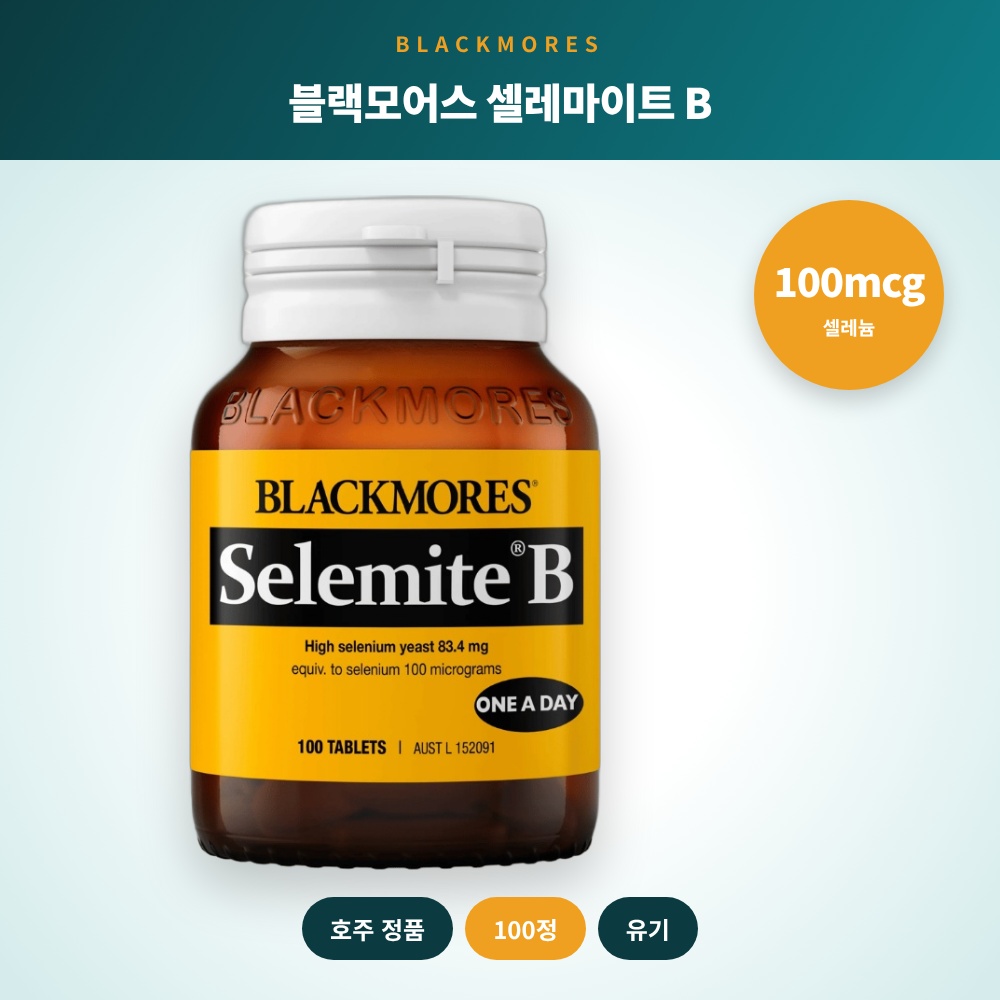 BLACKMORES
블랙모어스 셀레마이트 B
100mcg
셀레늄
BLACKMORES
BLACKMORES®
Selemite® B
High selenium yeast 83.4 mg
equiv. to selenium 100 micrograms
ONE A DAY
100 TABLETS | AUST L 152091
호주 정품
100정
유기